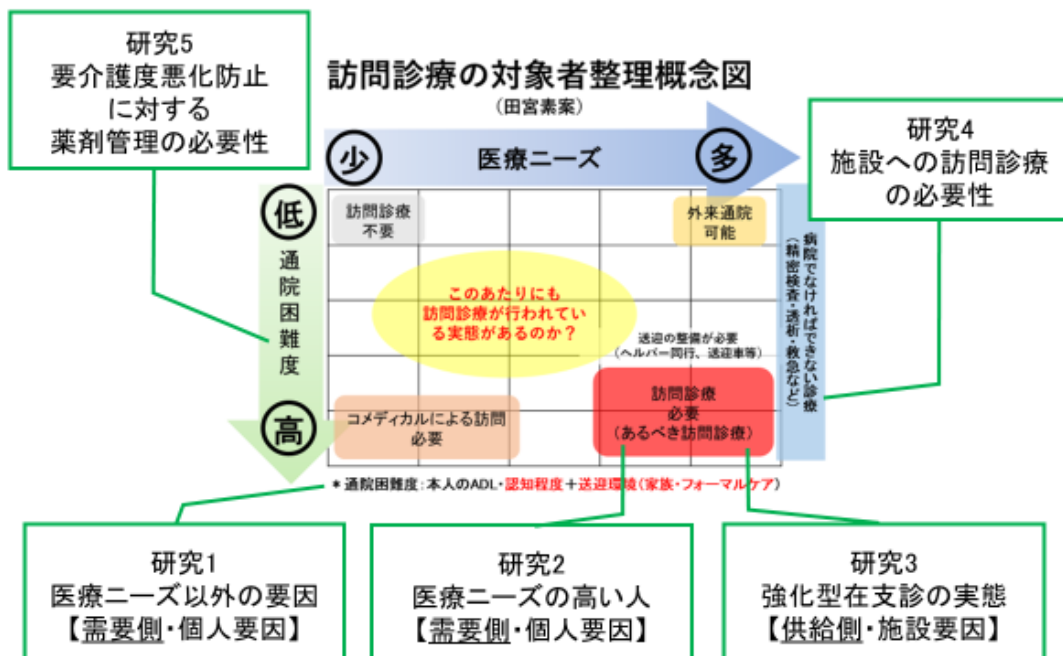 研究5
要介護度悪化防止
に対する
薬剤管理の必要性
訪問診療の対象者整理概念図
(田宮素案)
少
医療ニーズ
多
研究4
施設への訪問診療
の必要性
低
通院困難度
高
訪問診療
不要
外来通院
可能
このあたりにも
訪問診療が行われてい
る実態があるのか？
送迎の整備が必要
(ヘルパー同行、送迎車等)
病院でなければできない診療
(精密検査・透析・救急など)
コメディカルによる訪問
必要
訪問診療
必要
(あるべき訪問診療)
*通院困難度:本人のADL・認知程度+送迎環境(家族・フォーマルケア)
研究1
医療ニーズ以外の要因
【需要側・個人要因】
研究2
医療ニーズの高い人
【需要側・個人要因】
研究3
強化型在支診の実態
【供給側・施設要因】